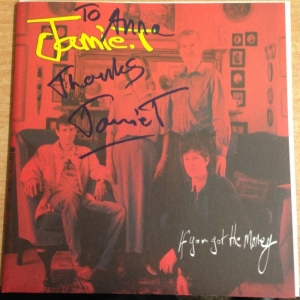 To Anna
Jamie.T
Thanks
Jamie T
If you got the Money